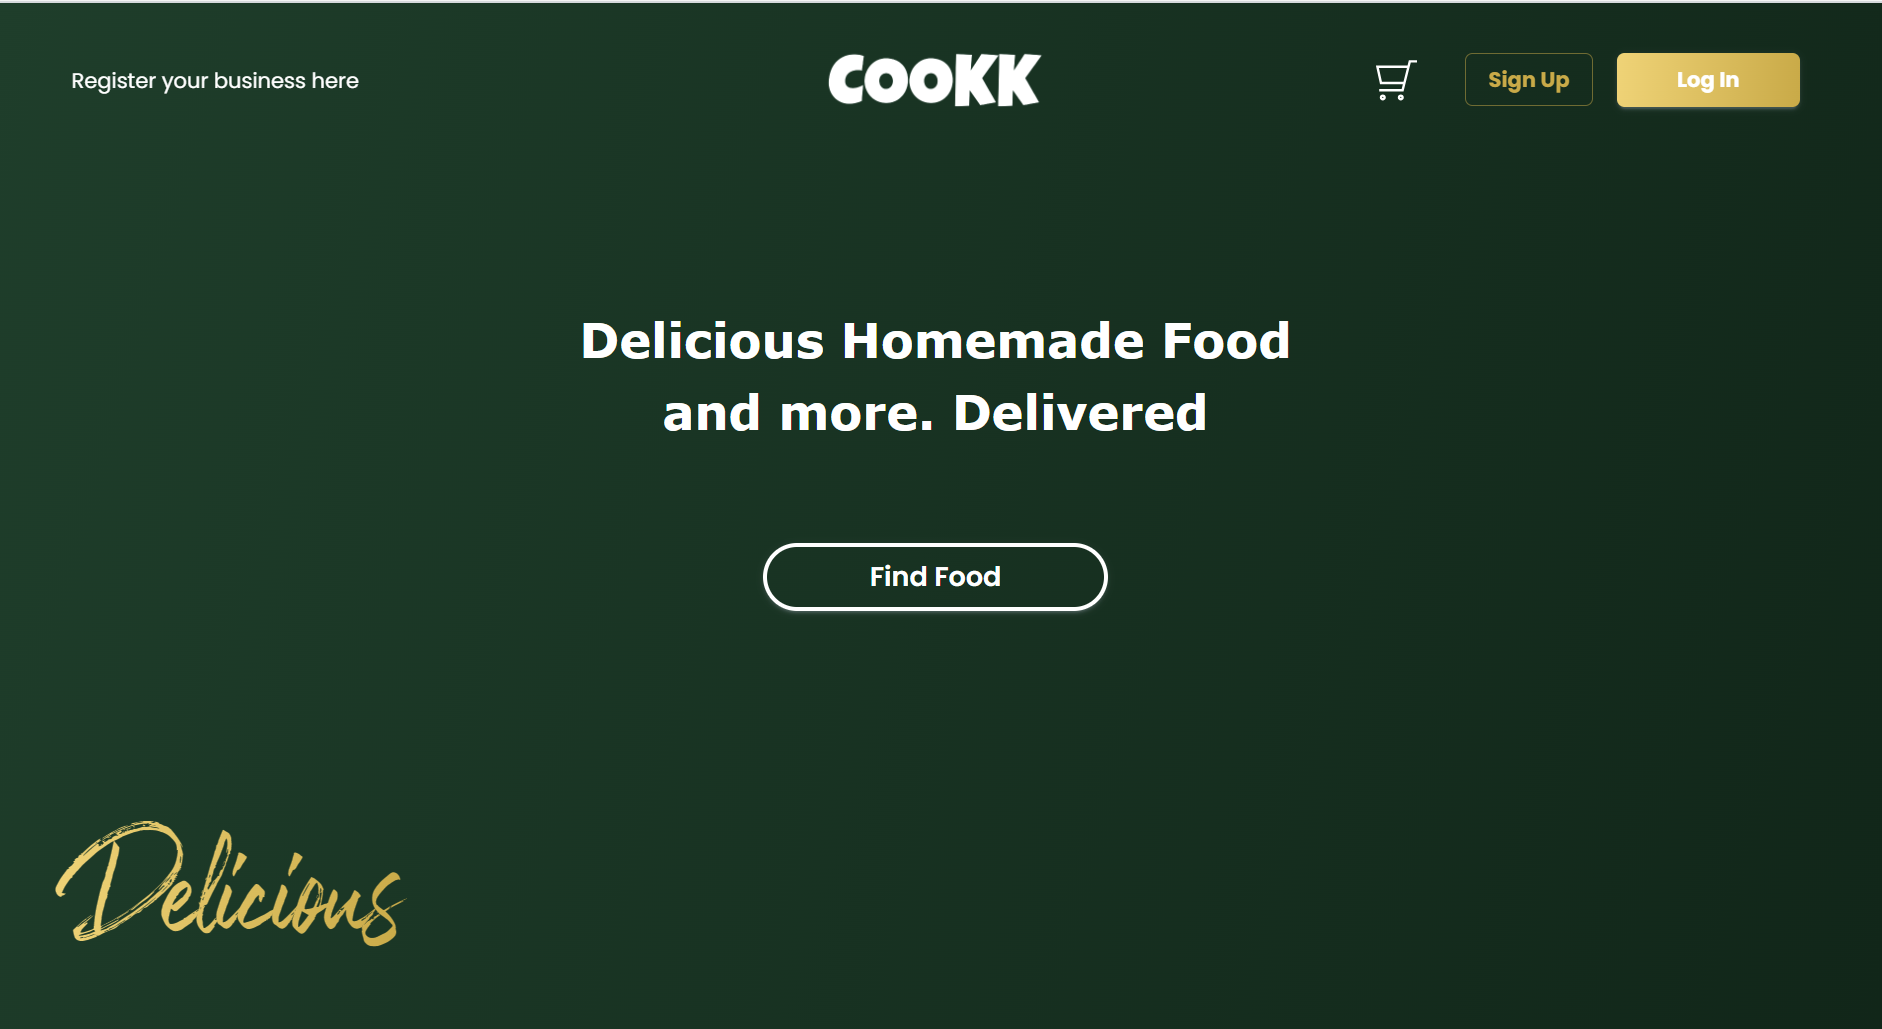 Register your business here
COOKK
Sign Up
Log In
Delicious Homemade Food
and more. Delivered
Find Food
Delicious